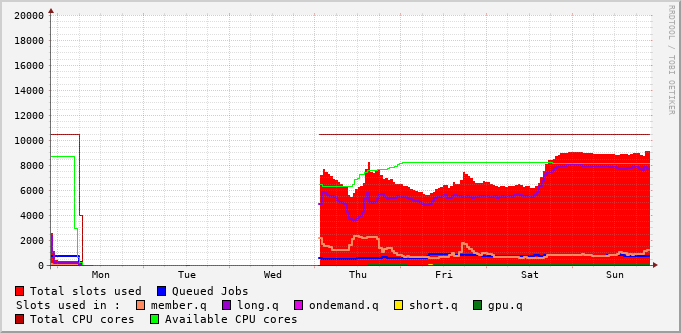 20000
18000
16000
14000
12000
10000
8000
6000
4000
2000
0
Mon Tue Wed Thu Fri Sat Sun
Total slots used Queued Jobs
Slots used in : member.q long.q ondemand.q short.q gpu.q
Total CPU cores Available CPU cores
RRDTOOL / TOBI OETIKER